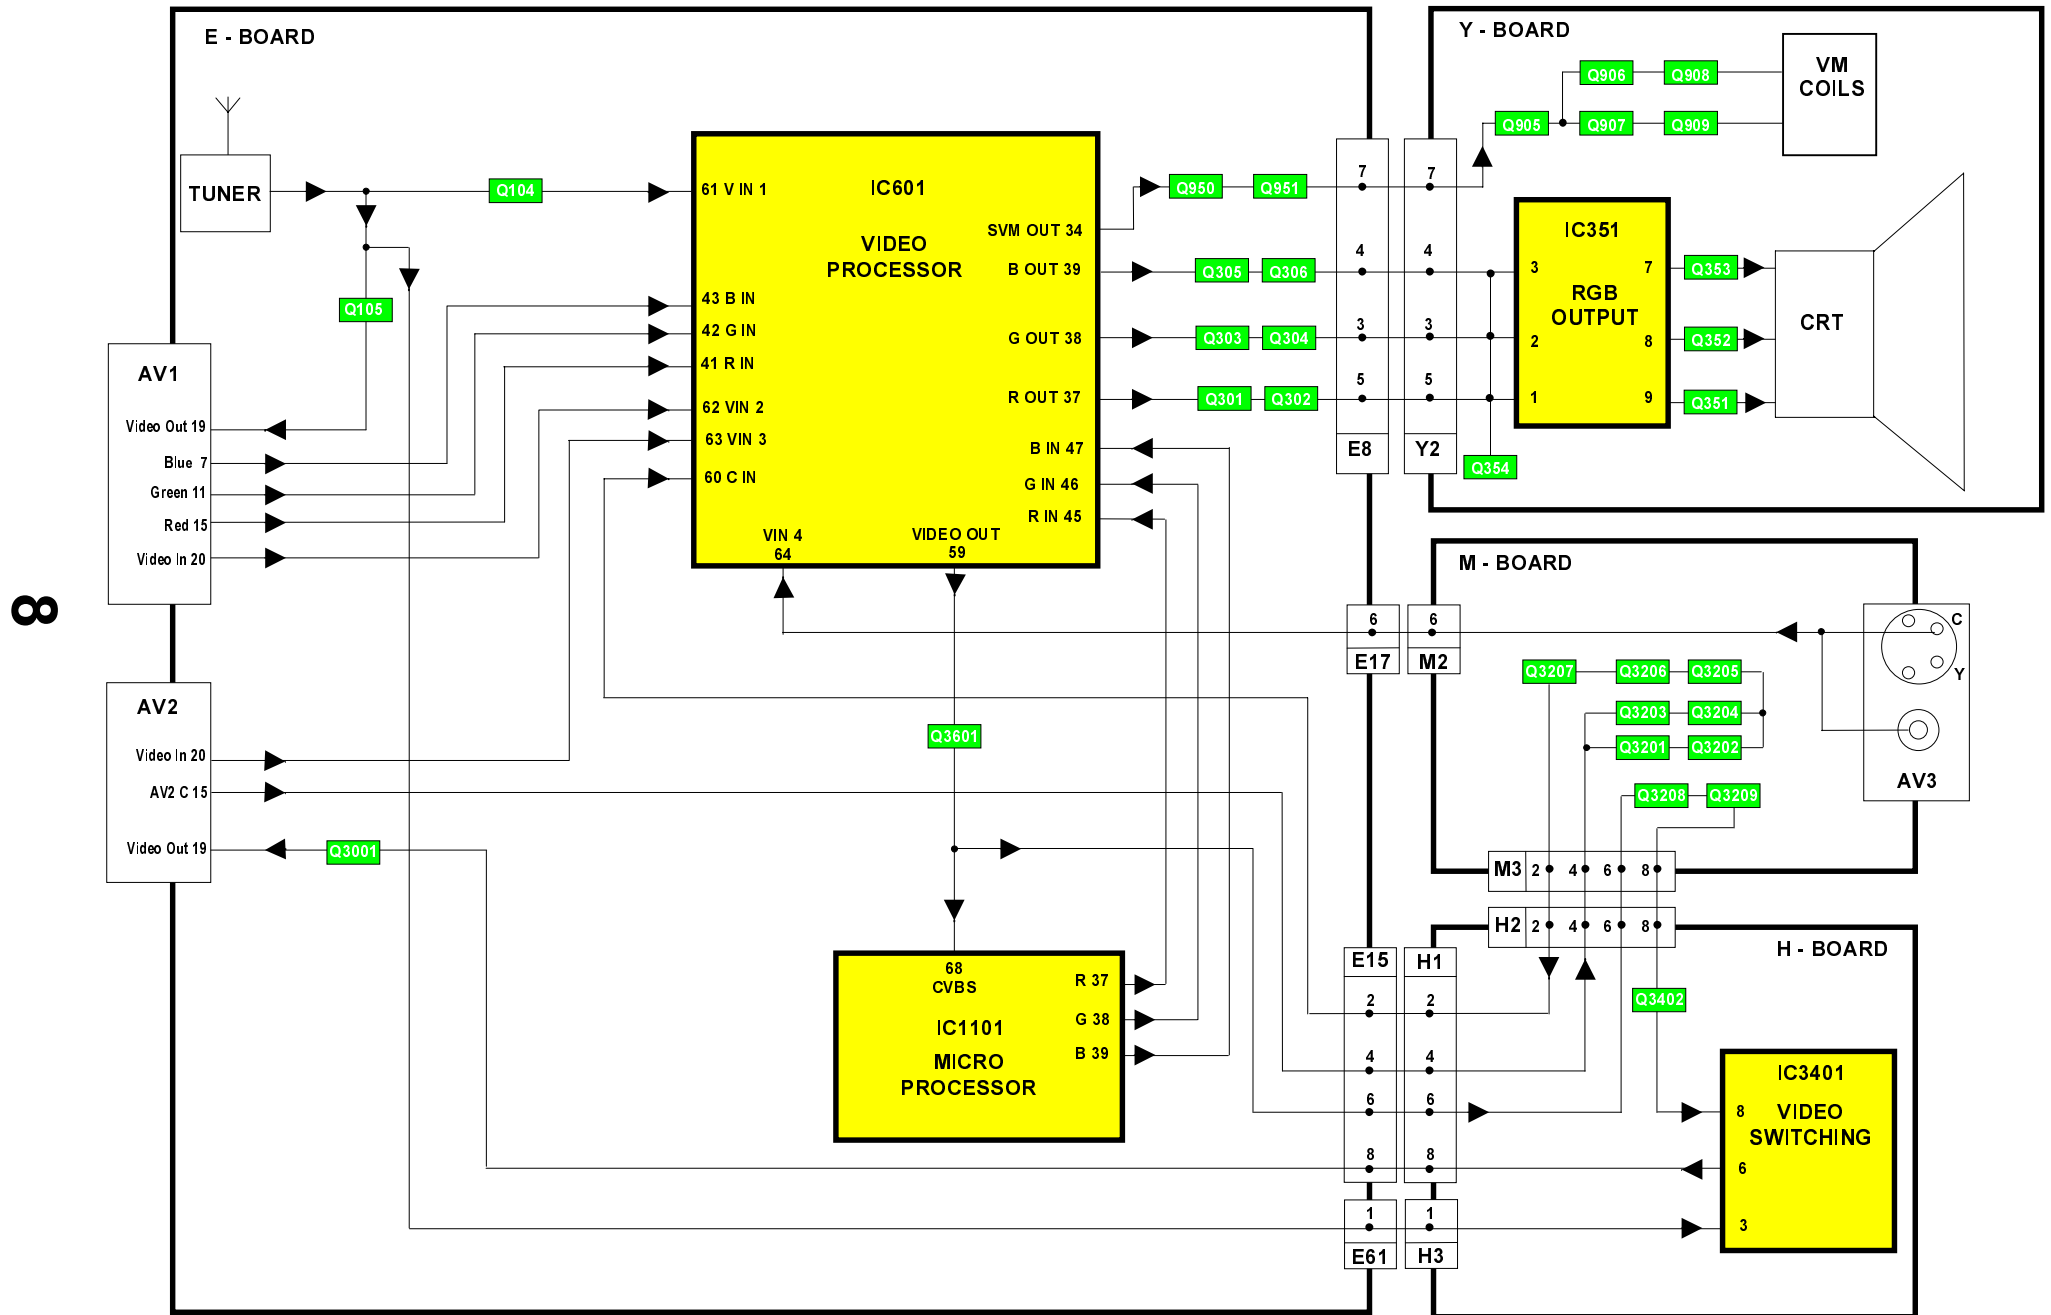 E - BOARD
TUNER
Q104
Q105
AV1
Video Out 19
Blue 7
Green 11
Red 15
Video In 20
AV2
Video In 20
AV2 C 15
Video Out 19
Q3001
8
IC601
VIDEO
PROCESSOR
61 V IN 1
43 B IN
42 G IN
41 R IN
62 VIN 2
63 VIN 3
60 C IN
VIN 4
64
VIDEO OUT
59
SVM OUT 34
B OUT 39
G OUT 38
R OUT 37
B IN 47
G IN 46
R IN 45
Q950
Q951
Q305
Q306
Q303
Q304
Q301
Q302
Q3601
68
CVBS
IC1101
MICRO
PROCESSOR
R 37
G 38
B 39
7
4
3
5
E8
7
4
3
5
Y2
Y - BOARD
Q905
Q906
Q908
Q907
Q909
VM
COILS
IC351
RGB
OUTPUT
3
2
1
7
8
9
Q353
Q352
Q351
Q354
CRT
M - BOARD
6
E17
6
M2
C
Y
AV3
Q3207
Q3206
Q3205
Q3203
Q3204
Q3201
Q3202
Q3208
Q3209
M3
2
4
6
8
H2
2
4
6
8
H - BOARD
E15
2
4
6
8
H1
2
4
6
8
1
E61
1
H3
Q3402
IC3401
VIDEO
SWITCHING
8
6
3